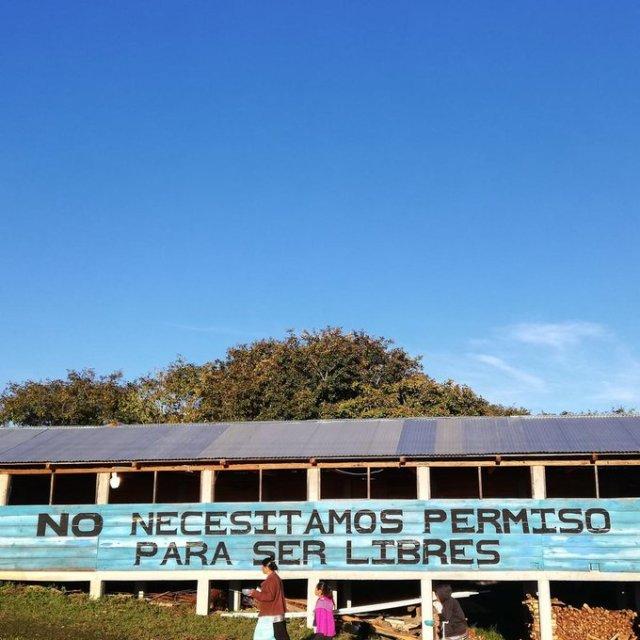 NO NECESITAMOS PERMISO
PARA SER LIBRES